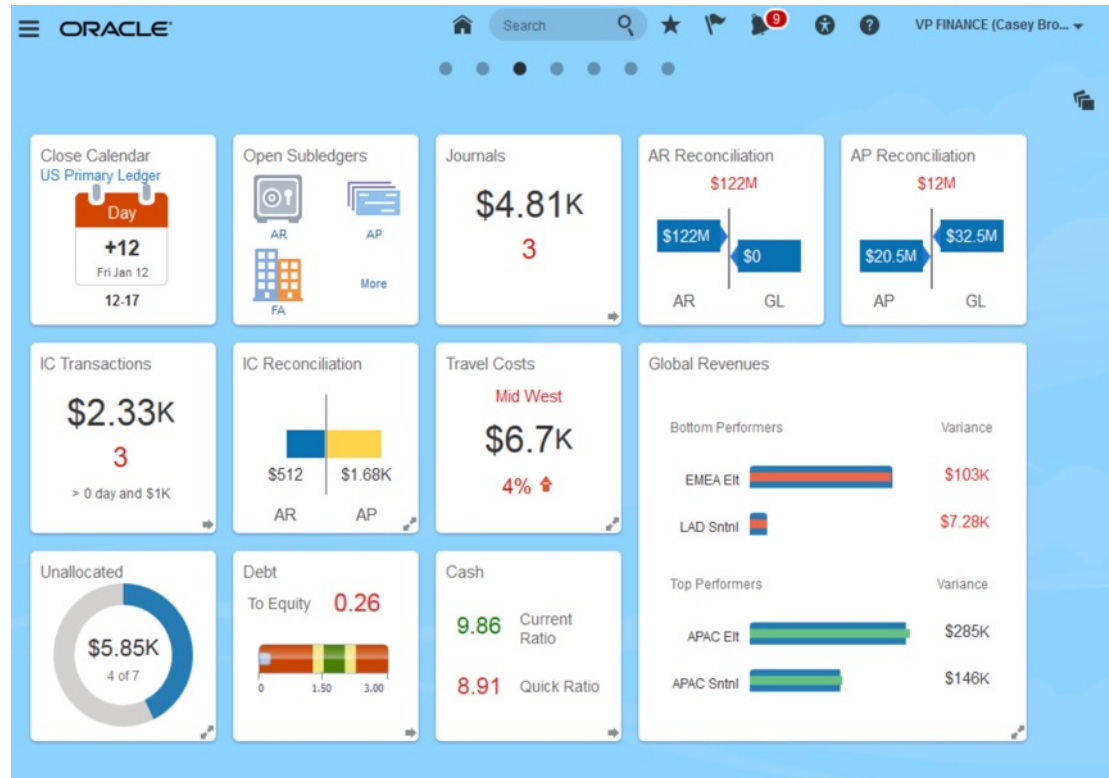 ORACLE
Search
9
VP FINANCE (Casey Bro...
Close Calendar
US Primary Ledger
Day
+12
Fri Jan 12
12-17
Open Subledgers
AR
AP
FA
More
Journals
$4.81K
3
AR Reconciliation
$122M
$122M
$0
AR GL
AP Reconciliation
$12M
$32.5M
$20.5M
AP GL
IC Transactions
$2.33K
3
> 0 day and $1K
IC Reconciliation
$512 $1.68K
AR AP
Travel Costs
Mid West
$6.7K
4%
Global Revenues
Bottom Performers Variance
EMEA Elt $103K
LAD Sntnl $7.28K
Top Performers Variance
APAC Elt $285K
APAC Sntnl $146K
Unallocated
$5.85K
4 of 7
Debt
To Equity 0.26
0 1.50 3.00
Cash
9.86 Current
Ratio
8.91 Quick Ratio